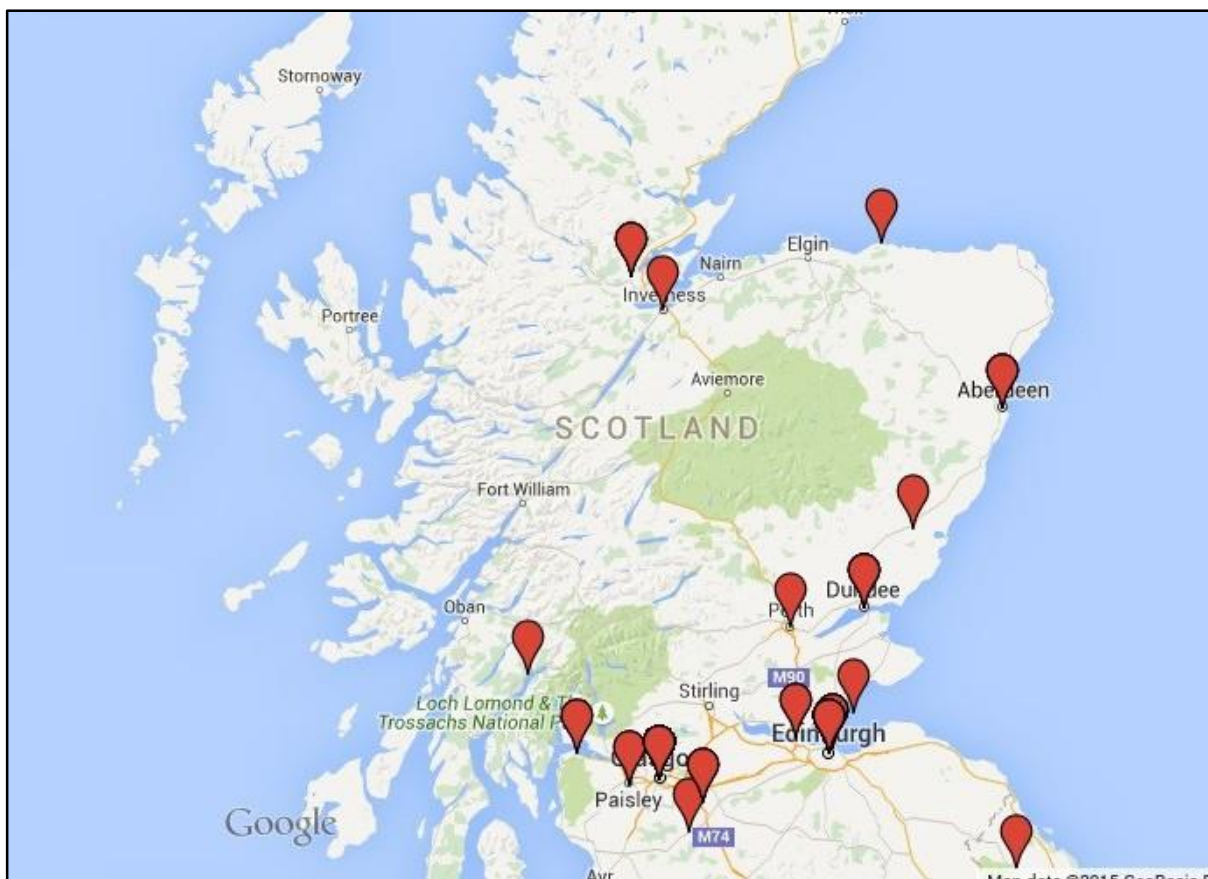 Stornoway
Elgin
Nairn
Inverness
Portree
Aberdeen
Aviemore
SCOTLAND
Fort William
Dundee
Perth
Oban
M90
Stirling
Loch Lomond & The
Trossachs National P
Edinburgh
Glasgow
Paisley
Google
M74
Ayr